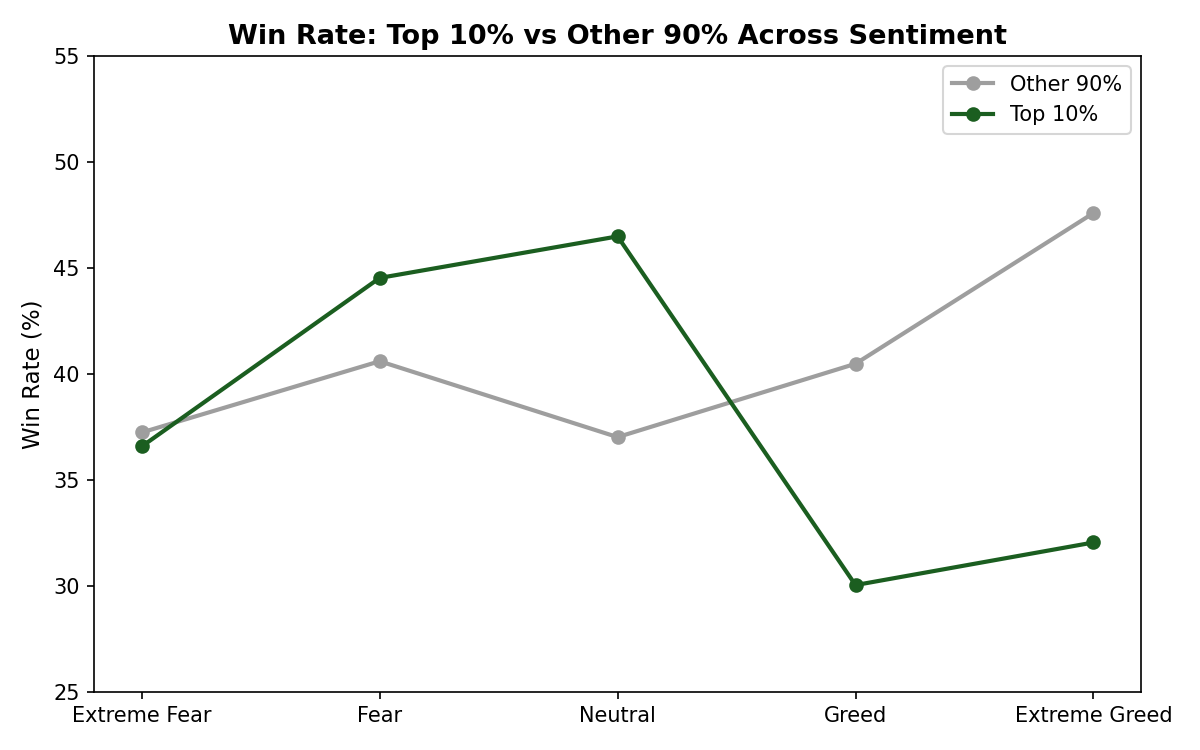 Win Rate: Top 10% vs Other 90% Across Sentiment
Win Rate (%)
55
50
45
40
35
30
25
Other 90%
Top 10%
Extreme Fear
Fear
Neutral
Greed
Extreme Greed